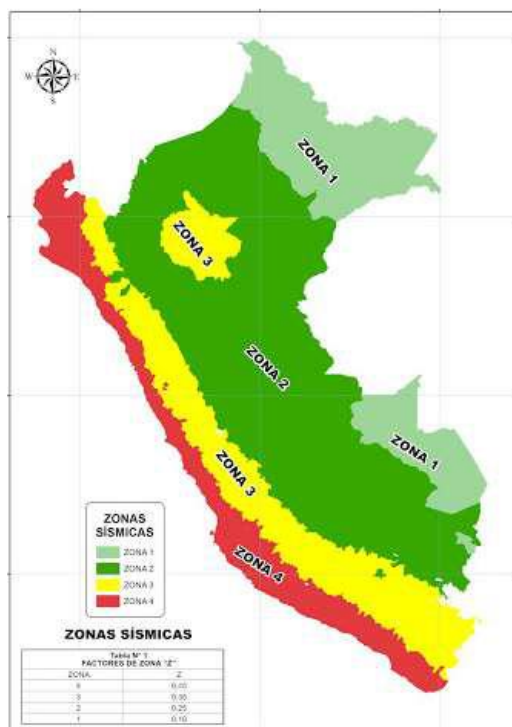 N
W E
S
ZONA 1
ZONA 3
ZONA 2
ZONA 1
ZONA 3
ZONA 4
ZONAS
SÍSMICAS
ZONA 1
ZONA 2
ZONA 3
ZONA 4
ZONAS SÍSMICAS
Tabla N° 1
FACTORES DE ZONA "Z"
ZONA Z
4 0,45
3 0,35
2 0,25
1 0,10